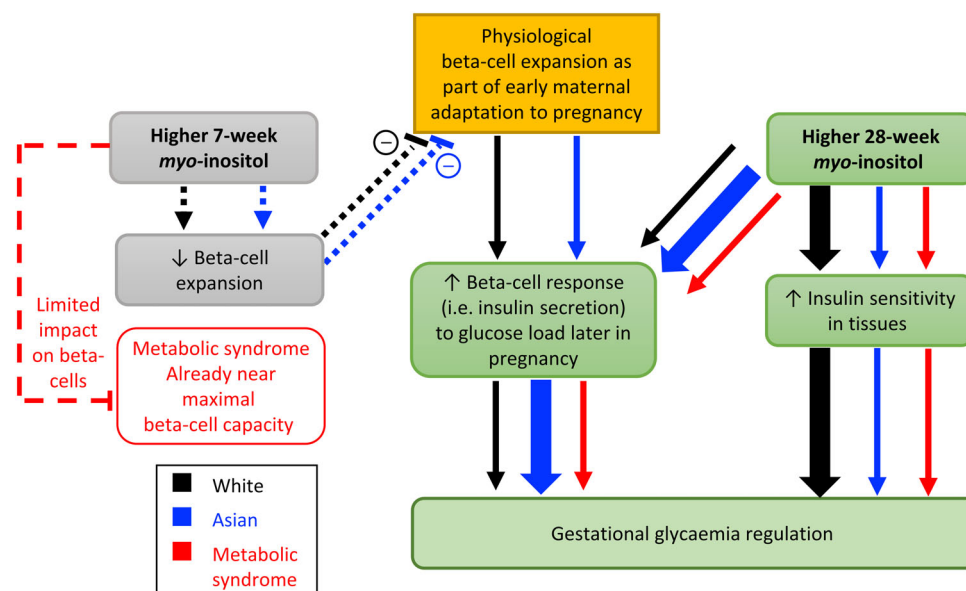 Physiological
beta-cell expansion as
part of early maternal
adaptation to pregnancy
Higher 7-week
myo-inositol
Higher 28-week
myo-inositol
−
−
↓ Beta-cell
expansion
↑ Beta-cell response
(i.e. insulin secretion)
to glucose load later in
pregnancy
↑ Insulin sensitivity
in tissues
Limited
impact
on beta-
cells
Metabolic syndrome
Already near
maximal
beta-cell capacity
White
Asian
Metabolic
syndrome
Gestational glycaemia regulation